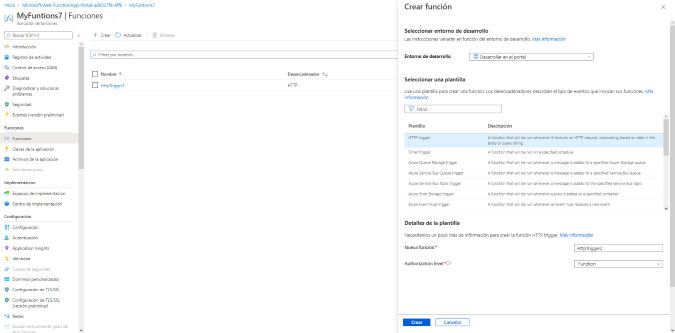 Inicio > Microsoft.Web-FunctionApp-Portal-ad6527f8-8ff6 > MyFuntions7
MyFuntions7 | Funciones
Aplicación de funciones
Buscar (Ctrl+/)
Introducción
Registro de actividad
Control de acceso (IAM)
Etiquetas
Diagnosticar y solucionar
problemas
Seguridad
Eventos (versión preliminar)
Funciones
Funciones
Claves de la aplicación
Archivos de la aplicación
Servidores proxy
Implementación
Espacios de implementación
Centro de implementación
Configuración
Configuración
Autenticación
Application Insights
Identidad
Copias de seguridad
Dominios personalizados
Configuración de TLS/SSL
Configuración de TLS/SSL
(versión preliminar)
Redes
Escalar verticalmente (plan de
App Service)
Crear
Actualizar
Eliminar
Filtrar por nombre...
Nombre
Desencadenador
HttpTrigger1
HTTP
Crear función
Seleccionar entorno de desarrollo
Las instrucciones variarán en función del entorno de desarrollo. Más información
Entorno de desarrollo
Desarrollar en el portal
Seleccionar una plantilla
Use una plantilla para crear una función. Los desencadenadores describen el tipo de eventos que invocan sus funciones. Más
información
Filtrar
Plantilla
Descripción
HTTP trigger
A function that will be run whenever it receives an HTTP request, responding based on data in the
body or query string
Timer trigger
A function that will be run on a specified schedule
Azure Queue Storage trigger
A function that will be run whenever a message is added to a specified Azure Storage queue
Azure Service Bus Queue trigger
A function that will be run whenever a message is added to a specified Service Bus queue
Azure Service Bus Topic trigger
A function that will be run whenever a message is added to the specified Service Bus topic
Azure Blob Storage trigger
A function that will be run whenever a blob is added to a specified container
Azure Event Hub trigger
A function that will be run whenever an event hub receives a new event
Detalles de la plantilla
Necesitamos un poco más de información para crear la función HTTP trigger. Más información
Nueva función*
HttpTrigger2
Authorization level*
Function
Crear
Cancelar